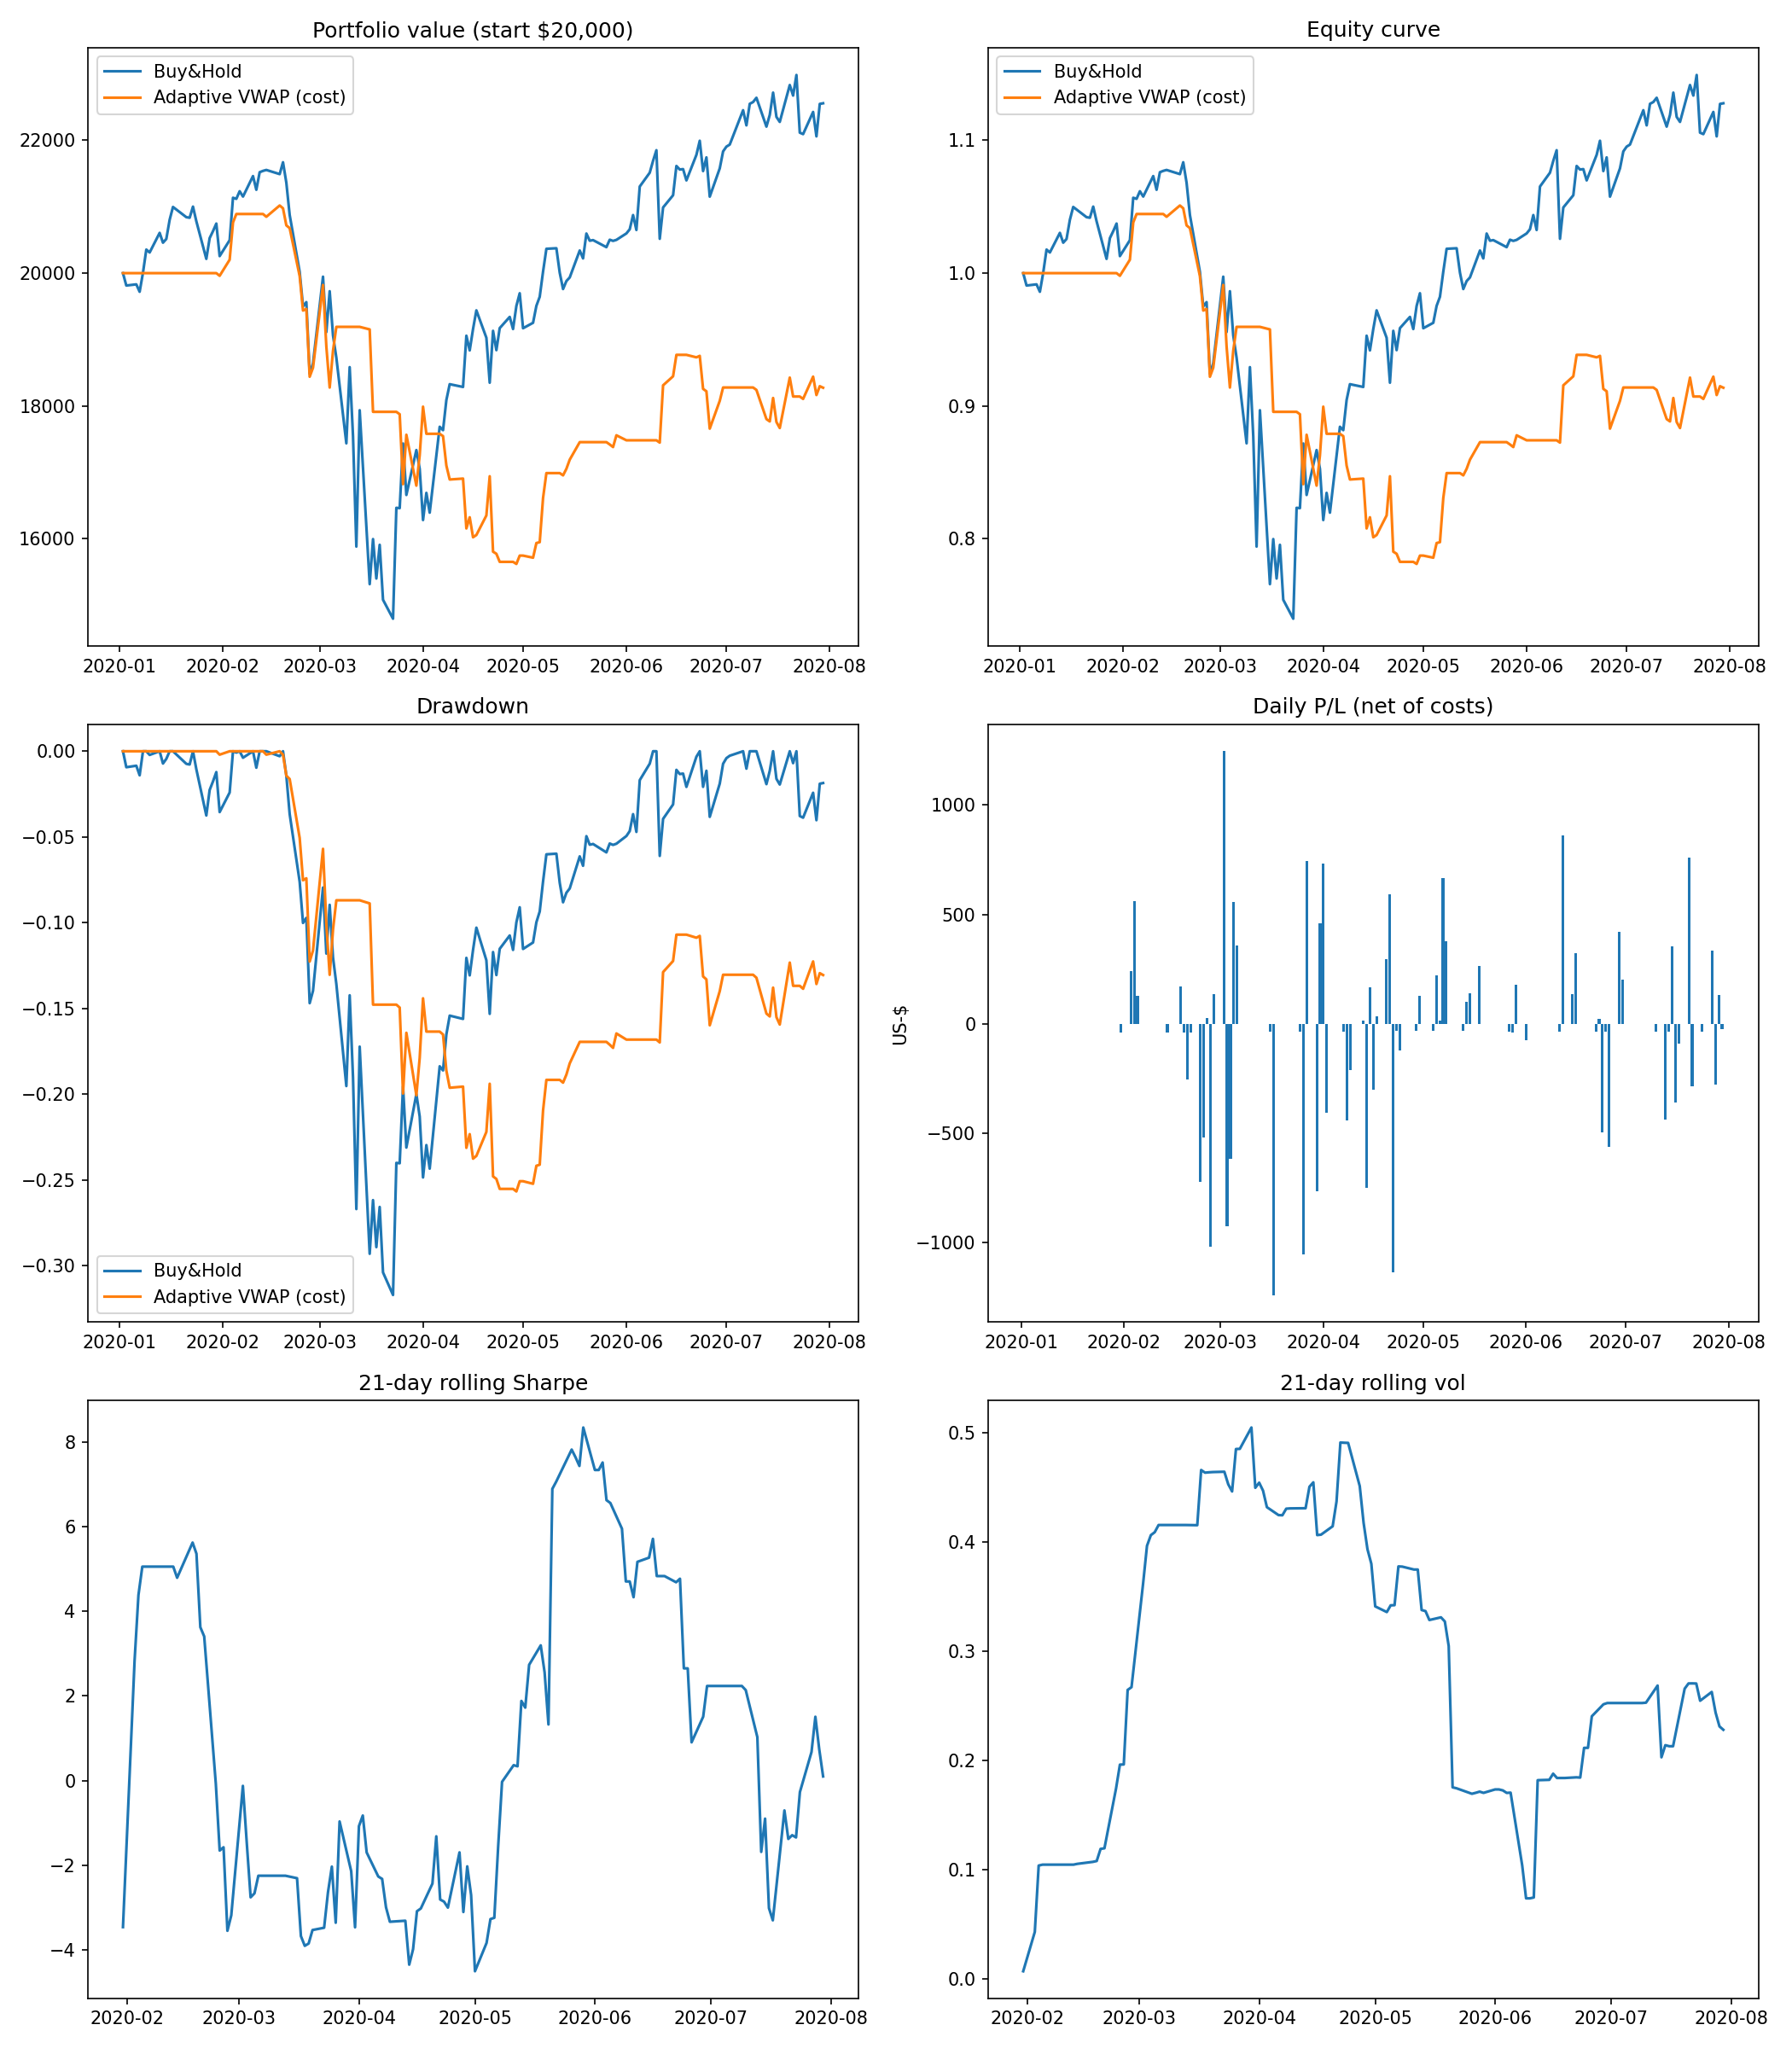 Portfolio value (start $20,000)
Buy&Hold
Adaptive VWAP (cost)
22000
20000
18000
16000
2020-01 2020-02 2020-03 2020-04 2020-05 2020-06 2020-07 2020-08
Equity curve
Buy&Hold
Adaptive VWAP (cost)
1.1
1.0
0.9
0.8
2020-01 2020-02 2020-03 2020-04 2020-05 2020-06 2020-07 2020-08
Drawdown
0.00
−0.05
−0.10
−0.15
−0.20
−0.25
−0.30
Buy&Hold
Adaptive VWAP (cost)
2020-01 2020-02 2020-03 2020-04 2020-05 2020-06 2020-07 2020-08
Daily P/L (net of costs)
US-$
1000
500
0
−500
−1000
2020-01 2020-02 2020-03 2020-04 2020-05 2020-06 2020-07 2020-08
21-day rolling Sharpe
8
6
4
2
0
−2
−4
2020-02 2020-03 2020-04 2020-05 2020-06 2020-07 2020-08
21-day rolling vol
0.5
0.4
0.3
0.2
0.1
0.0
2020-02 2020-03 2020-04 2020-05 2020-06 2020-07 2020-08